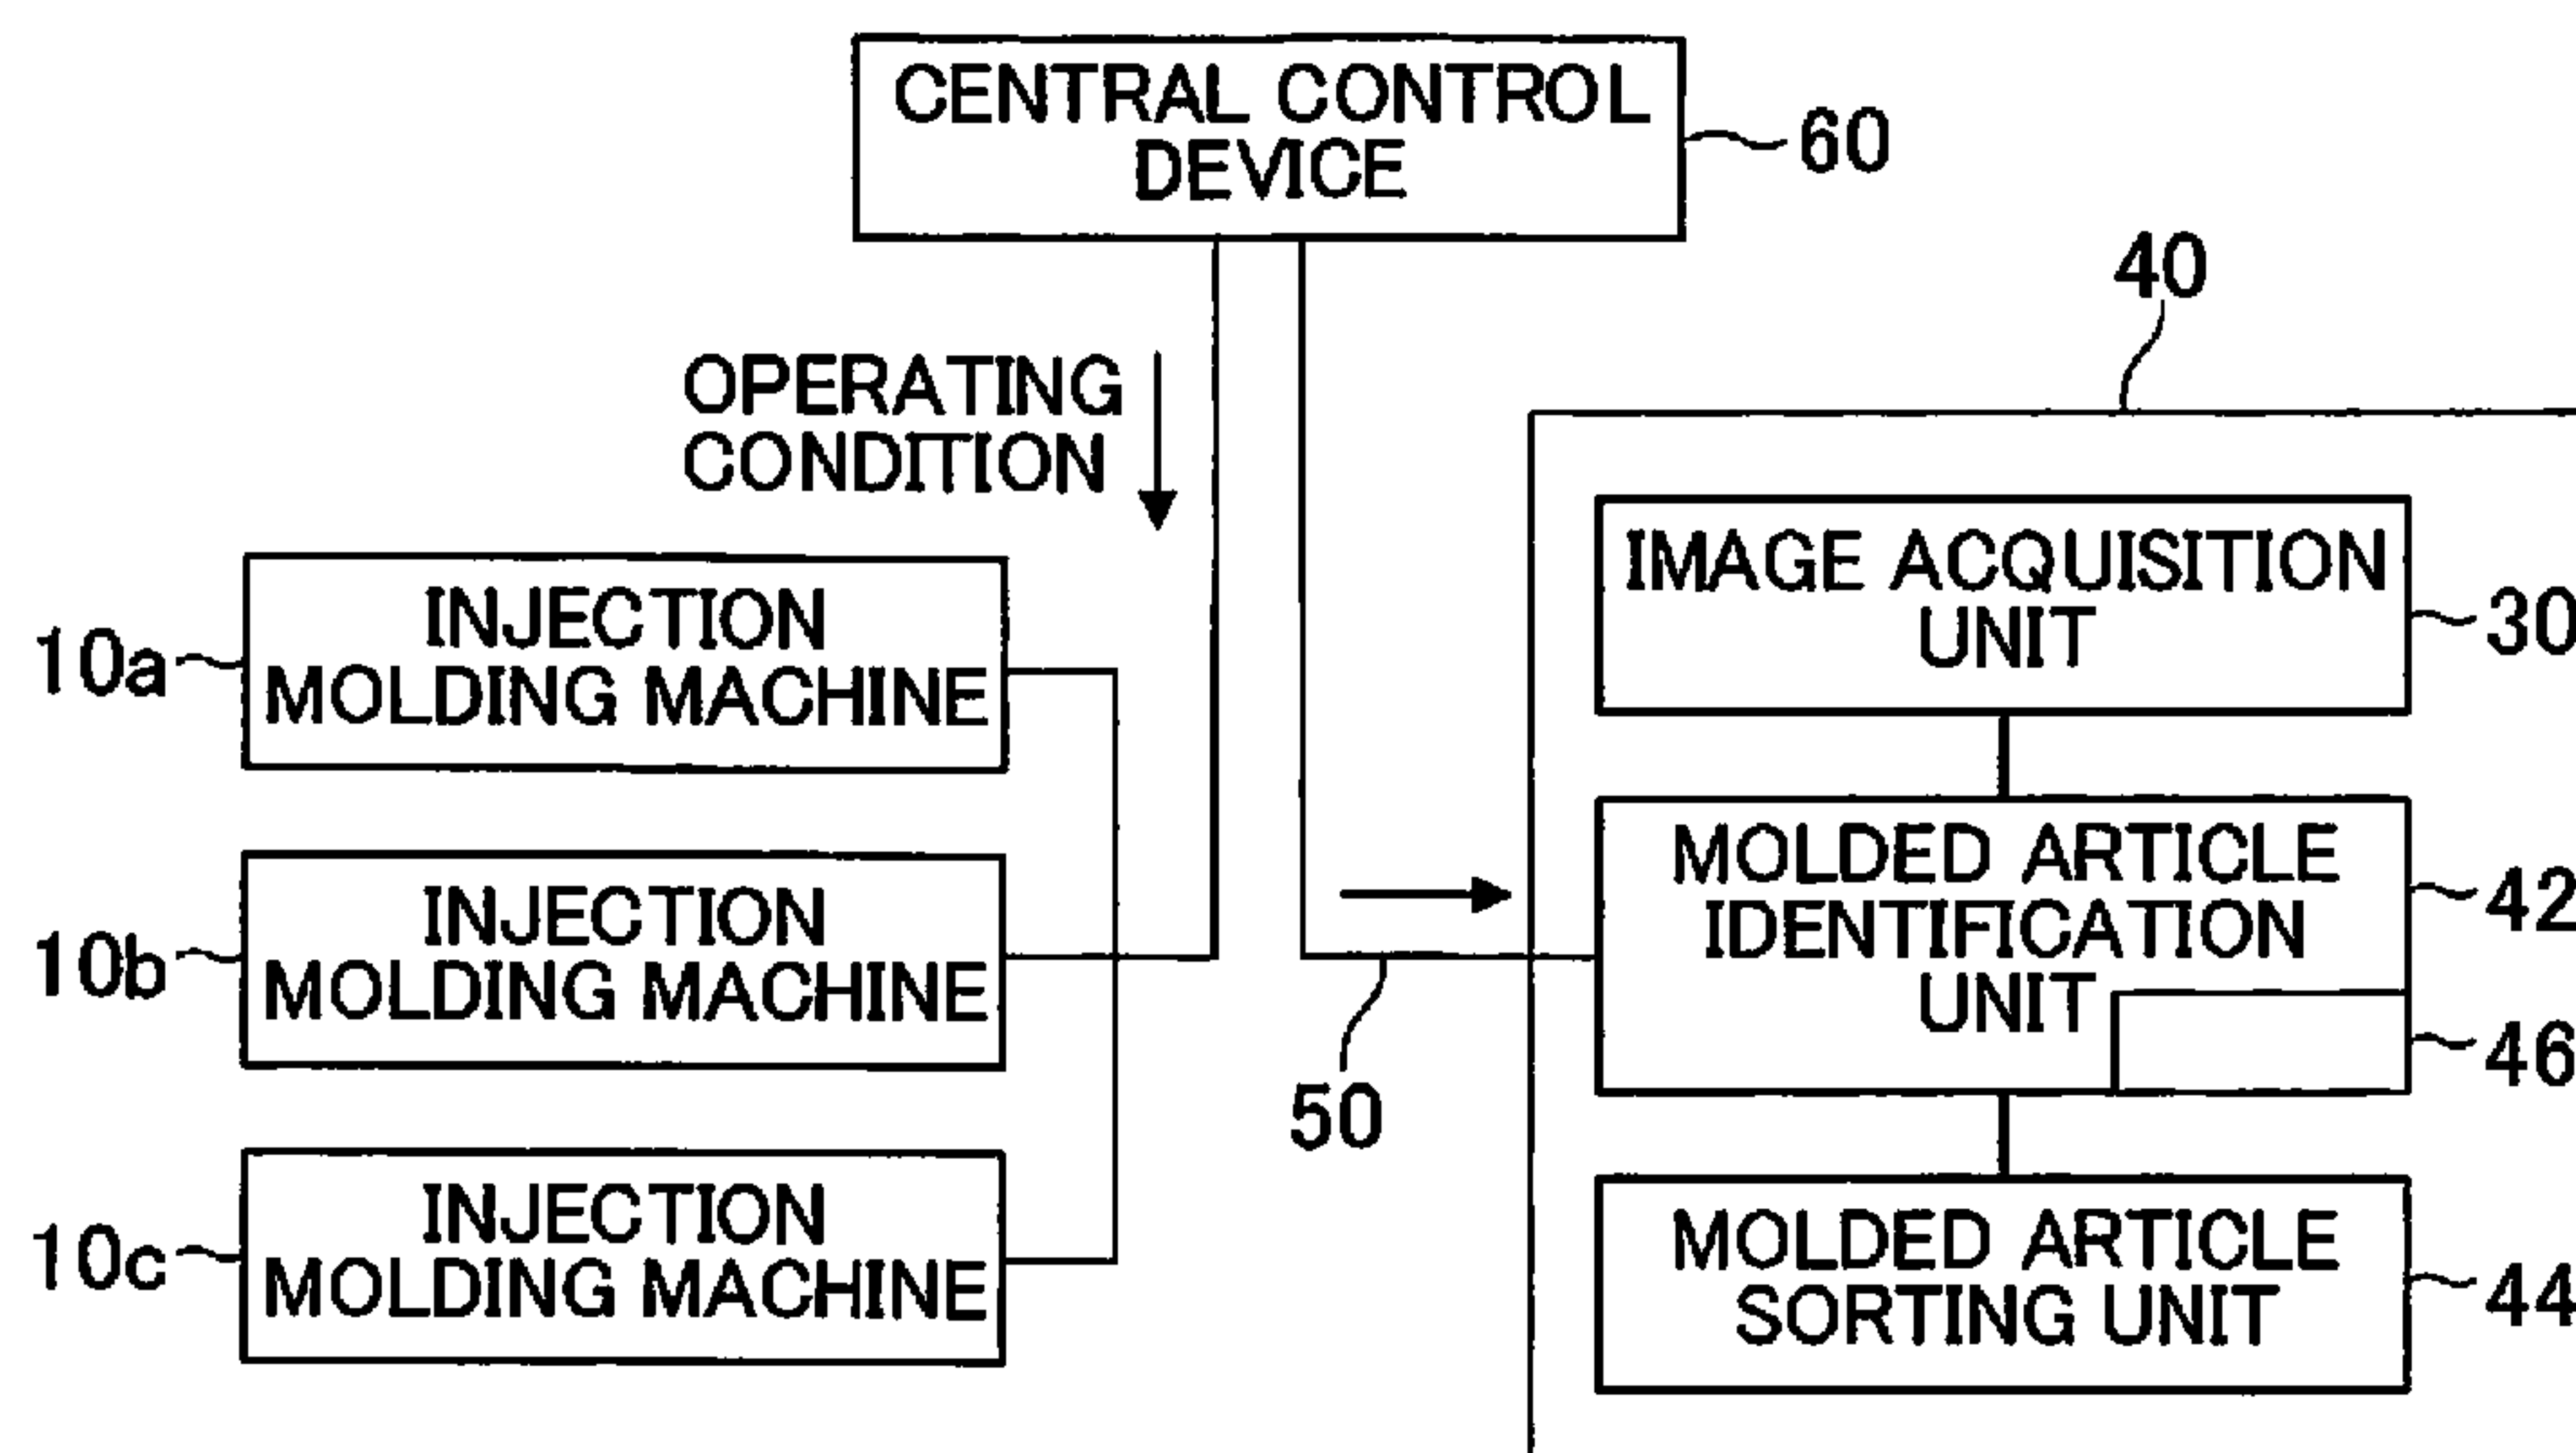 CENTRAL CONTROL
DEVICE
60
40
OPERATING
CONDITION
IMAGE ACQUISITION
UNIT
30
10a
INJECTION
MOLDING MACHINE
MOLDED ARTICLE
IDENTIFICATION
UNIT
42
10b
INJECTION
MOLDING MACHINE
46
50
10c
INJECTION
MOLDING MACHINE
MOLDED ARTICLE
SORTING UNIT
44